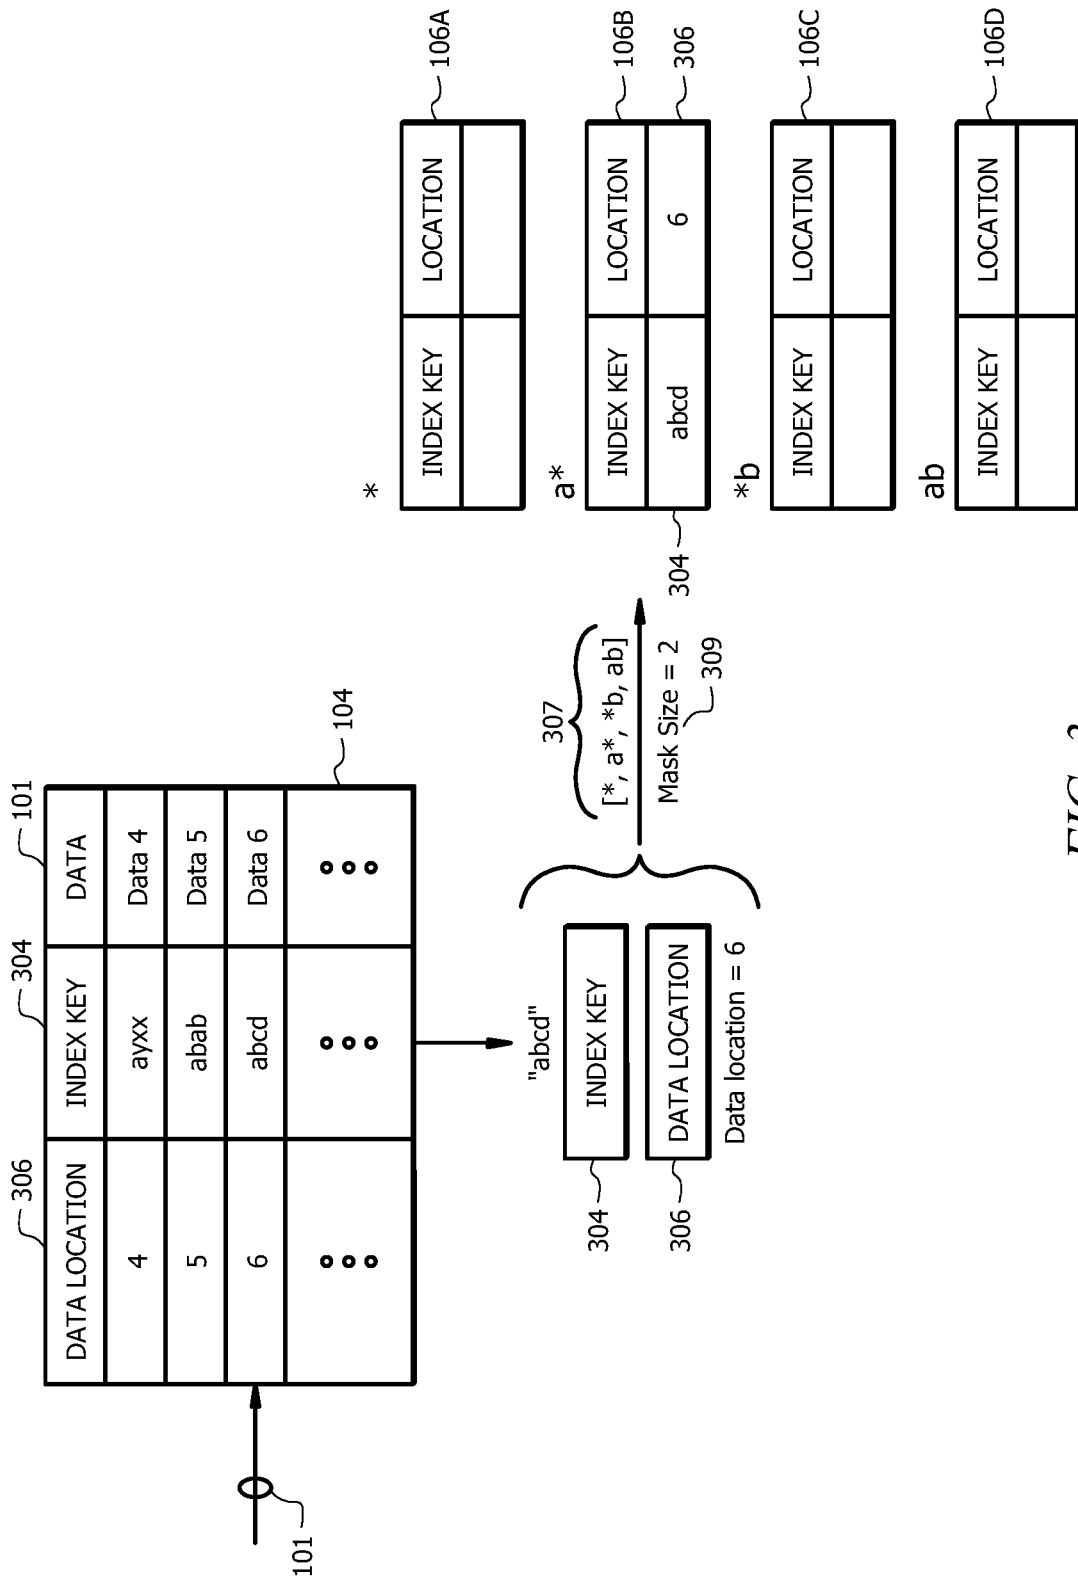 306
304
101
DATA LOCATION
INDEX KEY
DATA
4
ayxx
Data 4
5
abab
Data 5
6
abcd
Data 6
104
101
"abcd"
304
INDEX KEY
306
DATA LOCATION
Data location = 6
307
[*, a*, *b, ab]
Mask Size = 2
309
*
INDEX KEY
LOCATION
106A
a*
INDEX KEY
LOCATION
106B
304
abcd
6
306
*b
INDEX KEY
LOCATION
106C
ab
INDEX KEY
LOCATION
106D
FIG.